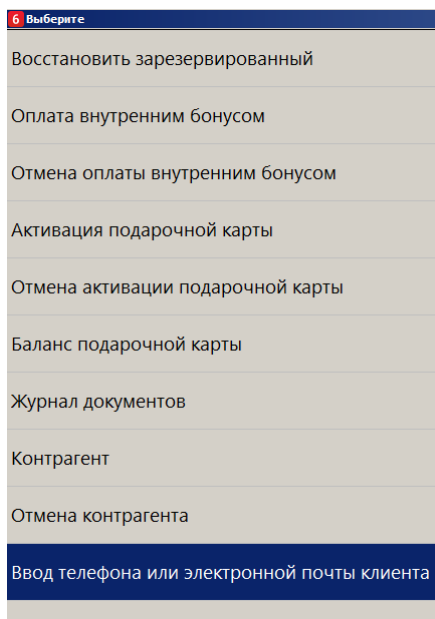 6 Выберите
Восстановить зарезервированный
Оплата внутренним бонусом
Отмена оплаты внутренним бонусом
Активация подарочной карты
Отмена активации подарочной карты
Баланс подарочной карты
Журнал документов
Контрагент
Отмена контрагента
Ввод телефона или электронной почты клиента